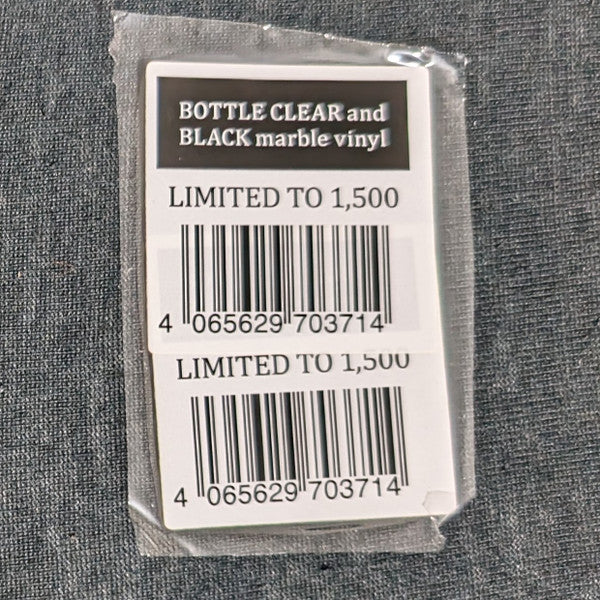 BOTTLE CLEAR and
BLACK marble vinyl
LIMITED TO 1,500
4 065629 703714
LIMITED TO 1,500
4 065629 703714